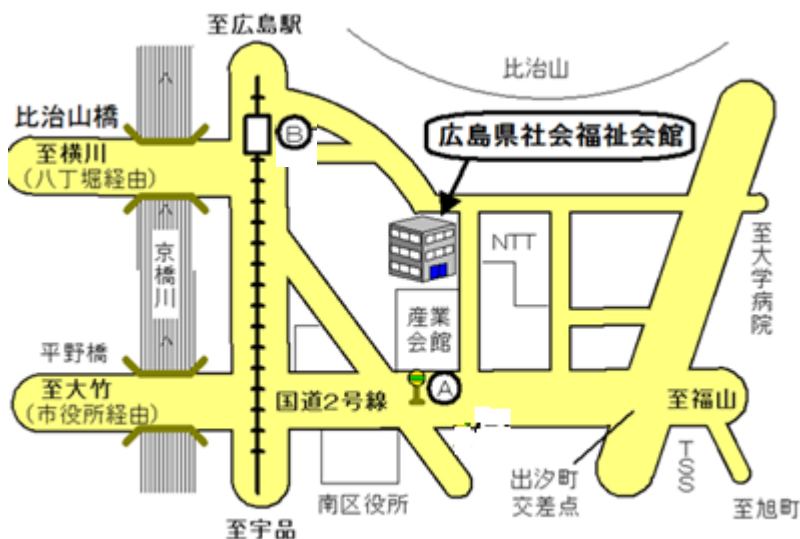 至広島駅
比治山
比治山橋
B
広島県社会福祉会館
至横川
(八丁堀経由)
京橋川
NTT
至大学病院
産業
会館
平野橋
至大竹
(市役所経由)
国道2号線
A
至福山
南区役所
出汐町
交差点
TSS
至旭町
至宇品